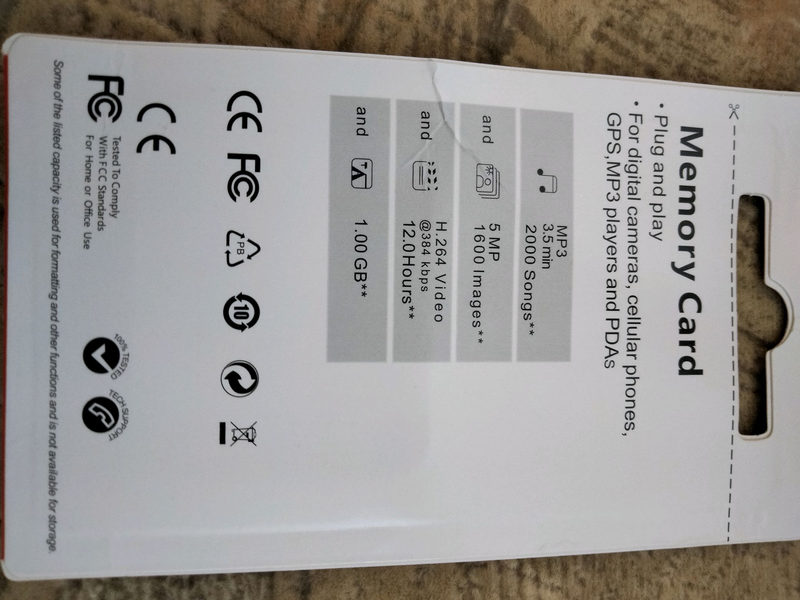 Memory Card
• Plug and play
• For digital cameras, cellular phones,
GPS,MP3 players and PDAs
MP3
3.5 min
2000 Songs**
and
5 MP
1600 Images**
and
H.264 Video
@384 kbps
12.0Hours**
and
1.00 GB**
CE FC PB 10
CE
FC Tested To Comply
With FCC Standards
For Home or Office Use
100% TESTED
TECH SUPPORT
Some of the listed capacity is used for formatting and other functions and is not available for storage.